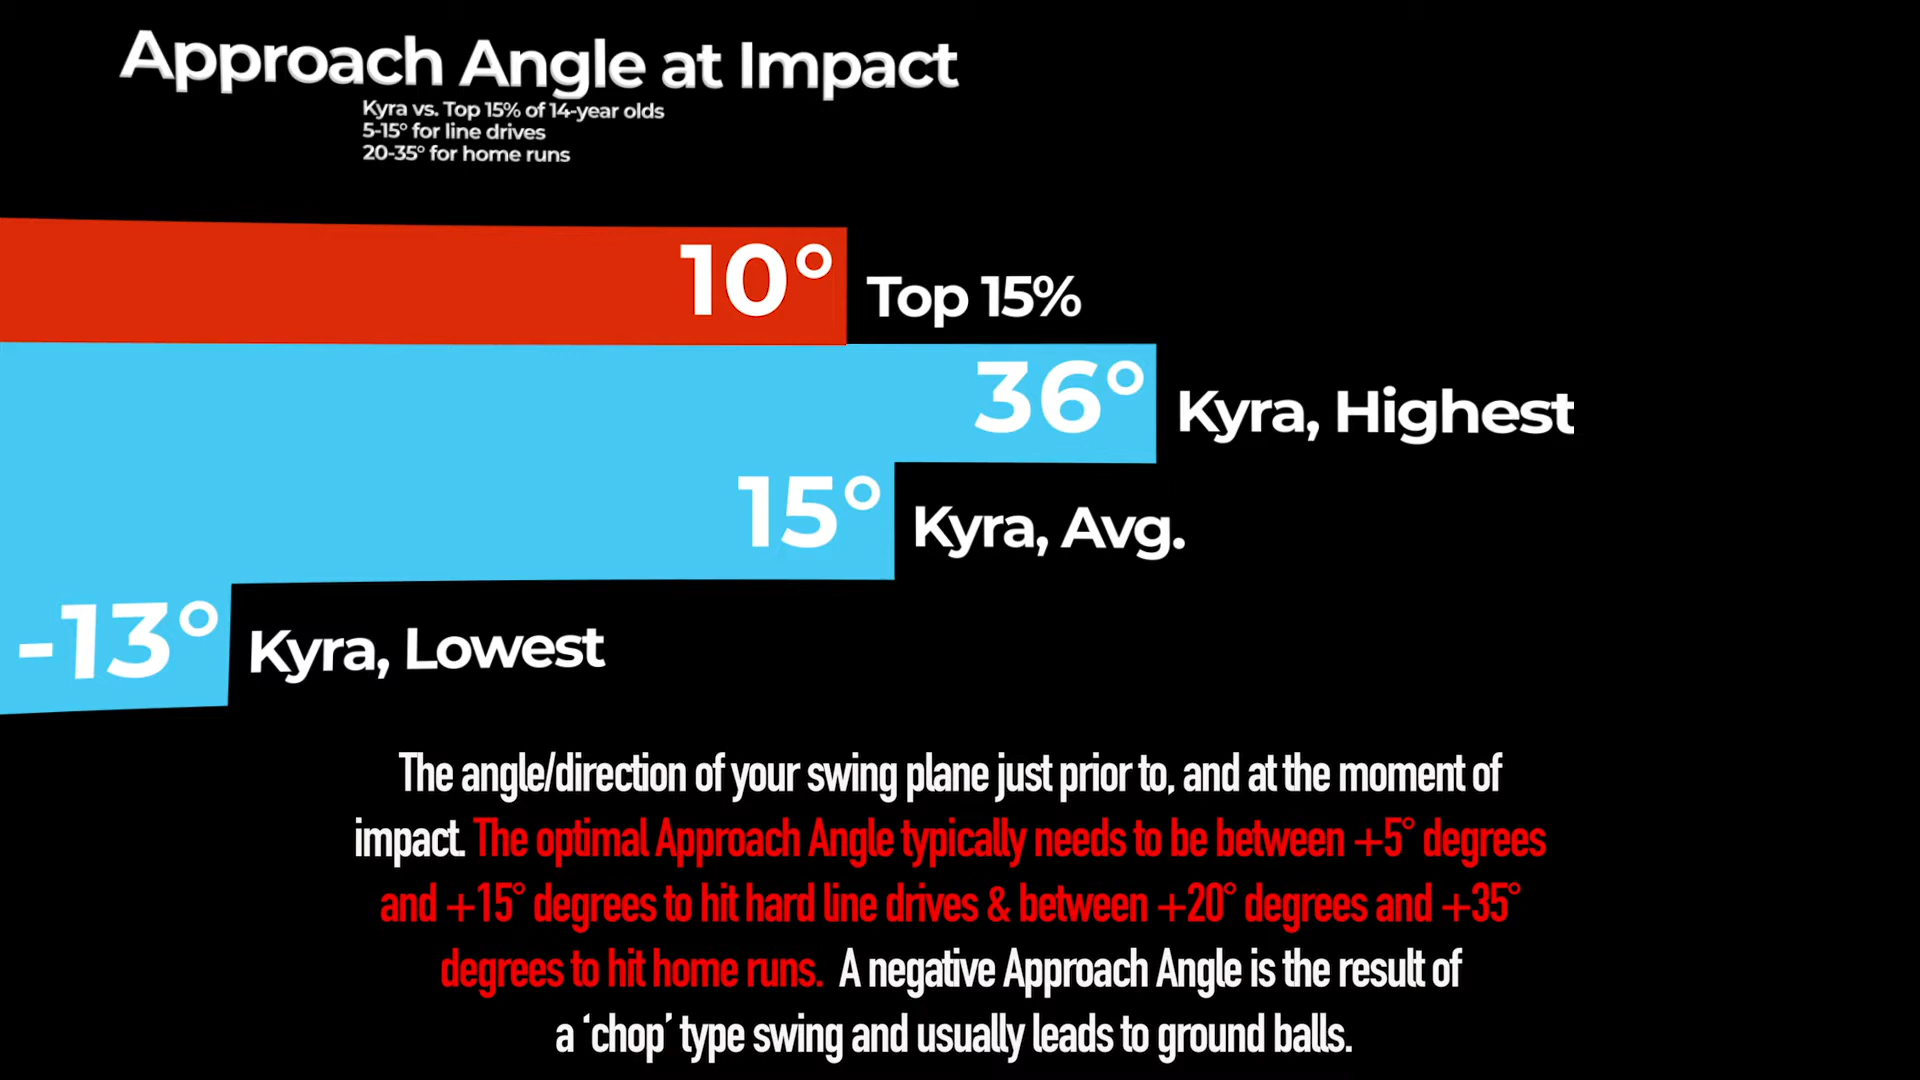 Approach Angle at Impact
Kyra vs. Top 15% of 14-year olds
5-15° for line drives
20-35° for home runs
10° Top 15%
36° Kyra, Highest
15° Kyra, Avg.
-13° Kyra, Lowest
The angle/direction of your swing plane just prior to, and at the moment of
impact. The optimal Approach Angle typically needs to be between +5° degrees
and +15° degrees to hit hard line drives & between +20° degrees and +35°
degrees to hit home runs. A negative Approach Angle is the result of
a ‘chop’ type swing and usually leads to ground balls.